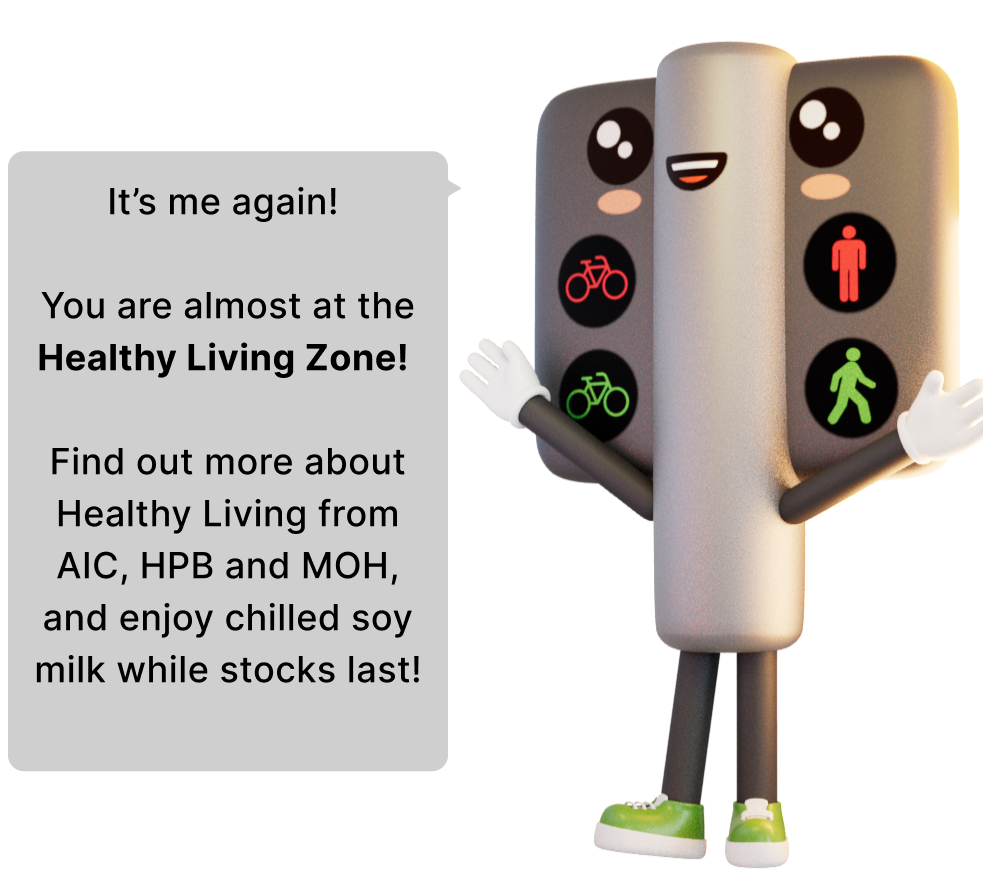 It’s me again!
You are almost at the
Healthy Living Zone!
Find out more about
Healthy Living from
AIC, HPB and MOH,
and enjoy chilled soy
milk while stocks last!